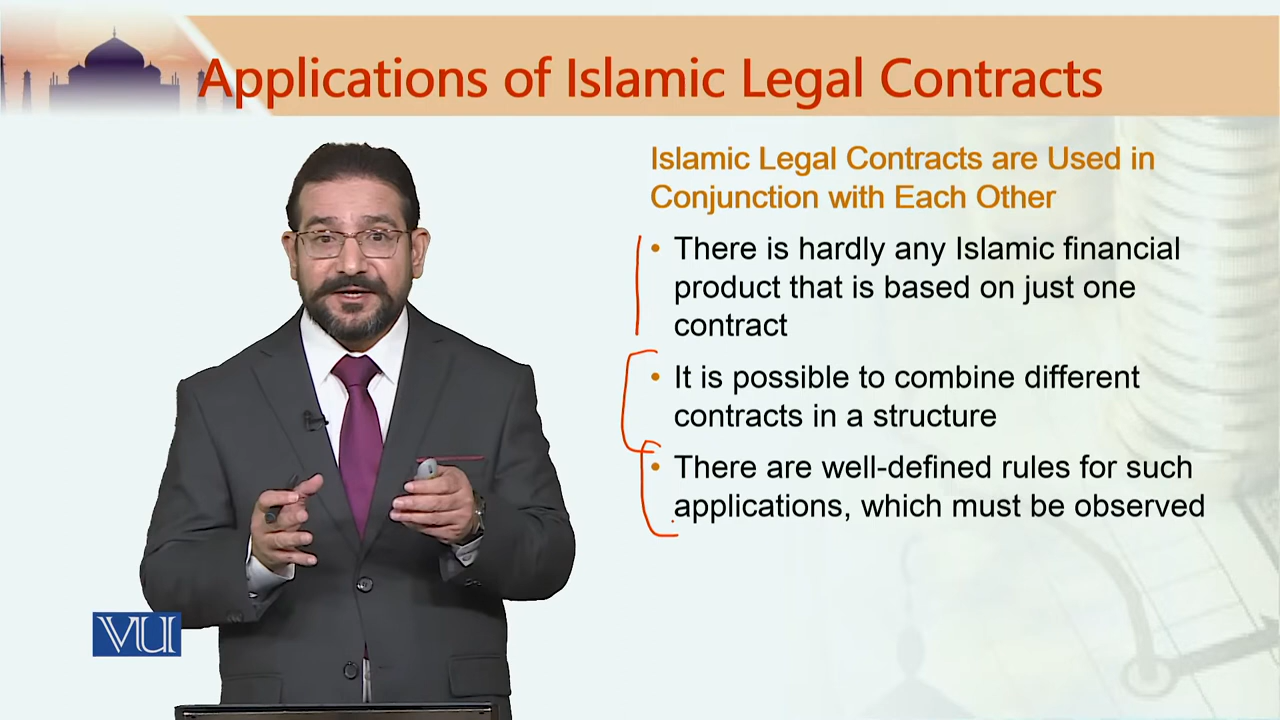 Applications of Islamic Legal Contracts
Islamic Legal Contracts are Used in
Conjunction with Each Other
• There is hardly any Islamic financial
product that is based on just one
contract
• It is possible to combine different
contracts in a structure
• There are well-defined rules for such
applications, which must be observed
VU